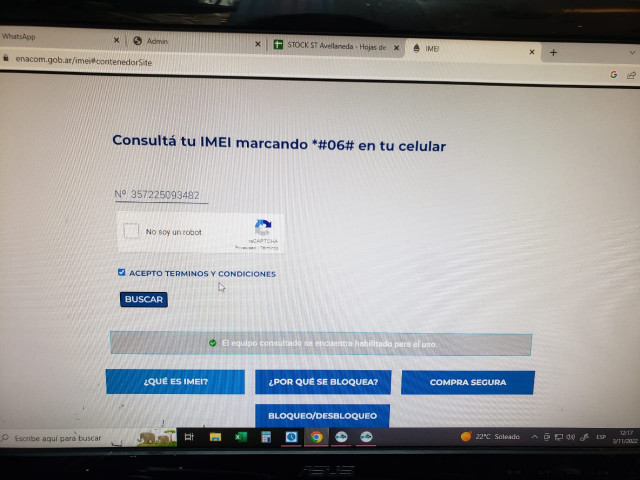 WhatsApp
Admin
STOCK ST Avellaneda - Hojas de
IMEI
enacom.gob.ar/imei#contenedorSite
Consultá tu IMEI marcando *#06# en tu celular
Nº 357225093482
No soy un robot
reCAPTCHA
Privacidad - Términos
ACEPTO TERMINOS Y CONDICIONES
BUSCAR
El equipo consultado se encuentra habilitado para el uso.
¿QUÉ ES IMEI?
¿POR QUÉ SE BLOQUEA?
COMPRA SEGURA
BLOQUEO/DESBLOQUEO
Escribe aquí para buscar
22°C Soleado
ESP
12:17
3/11/2022
ASUS